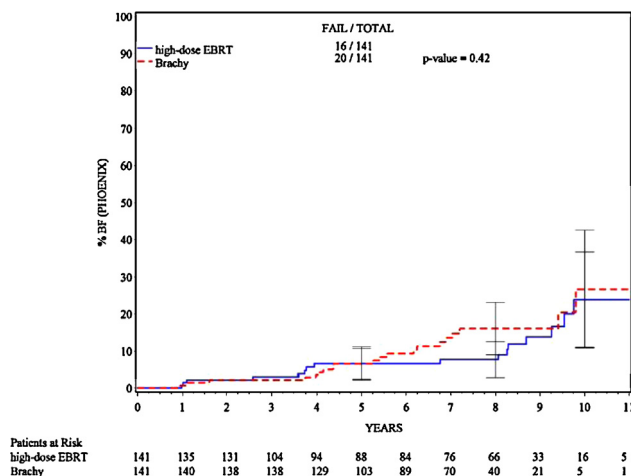 FAIL / TOTAL
high-dose EBRT 16 / 141
Brachy 20 / 141 p-value = 0.42
% BF (PHOENIX)
100
90
80
70
60
50
40
30
20
10
0
0 1 2 3 4 5 6 7 8 9 10 11
YEARS
Patients at Risk
high-dose EBRT 141 135 131 104 94 88 84 76 66 33 16 5
Brachy 141 140 138 138 129 103 89 70 40 21 5 1